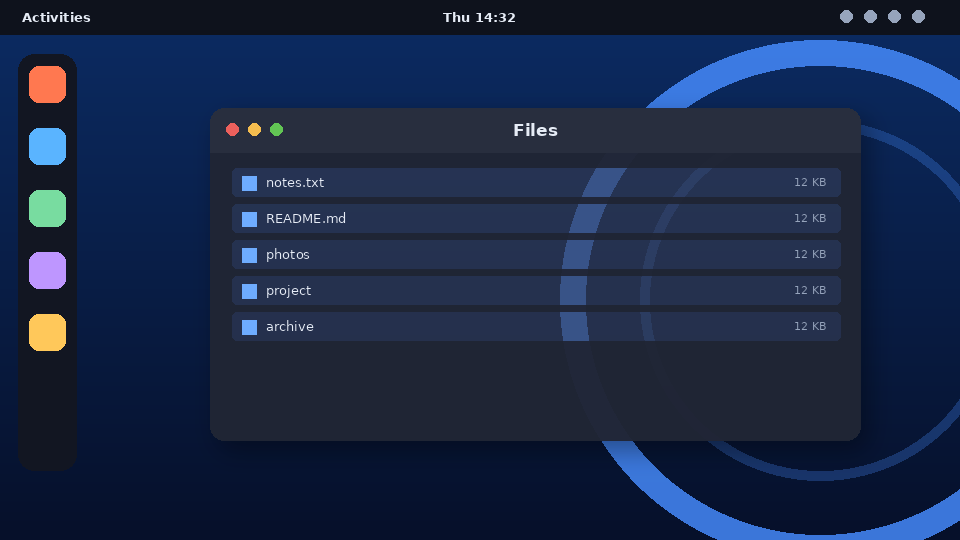 Activities
Thu 14:32
Files
notes.txt 12 KB
README.md 12 KB
photos 12 KB
project 12 KB
archive 12 KB